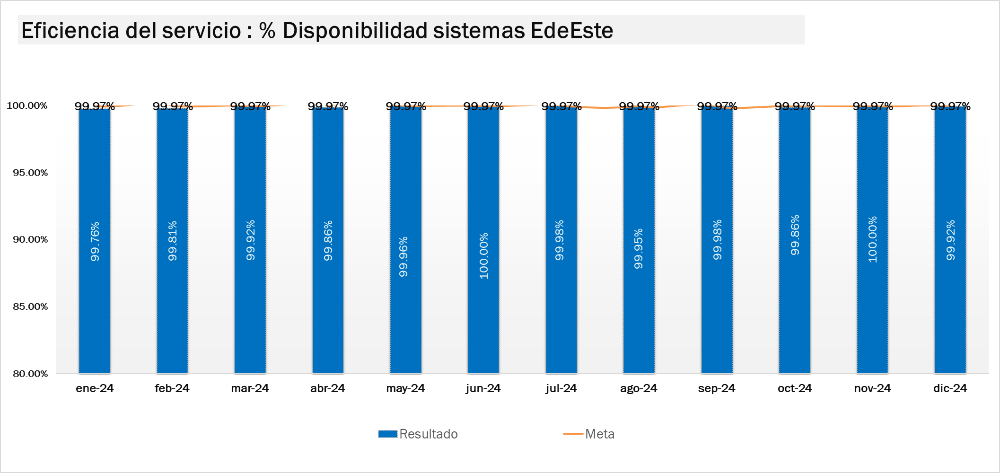 Eficiencia del servicio : % Disponibilidad sistemas EdeEste
100.00%
95.00%
90.00%
85.00%
80.00%
99.97% 99.97% 99.97% 99.97% 99.97% 99.97% 99.97% 99.97% 99.97% 99.97% 99.97% 99.97%
99.76% 99.81% 99.92% 99.86% 99.96% 100.00% 99.98% 99.95% 99.98% 99.86% 100.00% 99.92%
ene-24 feb-24 mar-24 abr-24 may-24 jun-24 jul-24 ago-24 sep-24 oct-24 nov-24 dic-24
Resultado Meta